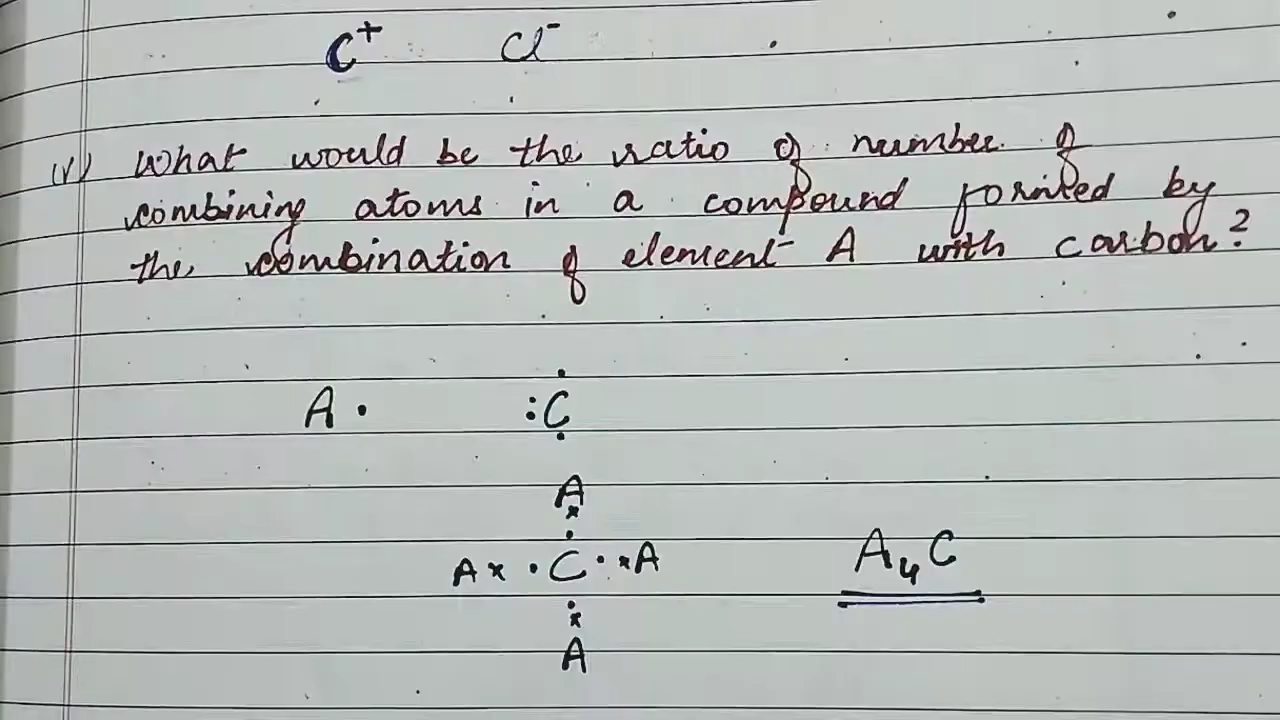 C⁺ Cl⁻
(v) What would be the ratio of number of
combining atoms in a compound formed by
the combination of element A with carbon?
A· :C
A
A× ·C· ×A A₄C
A